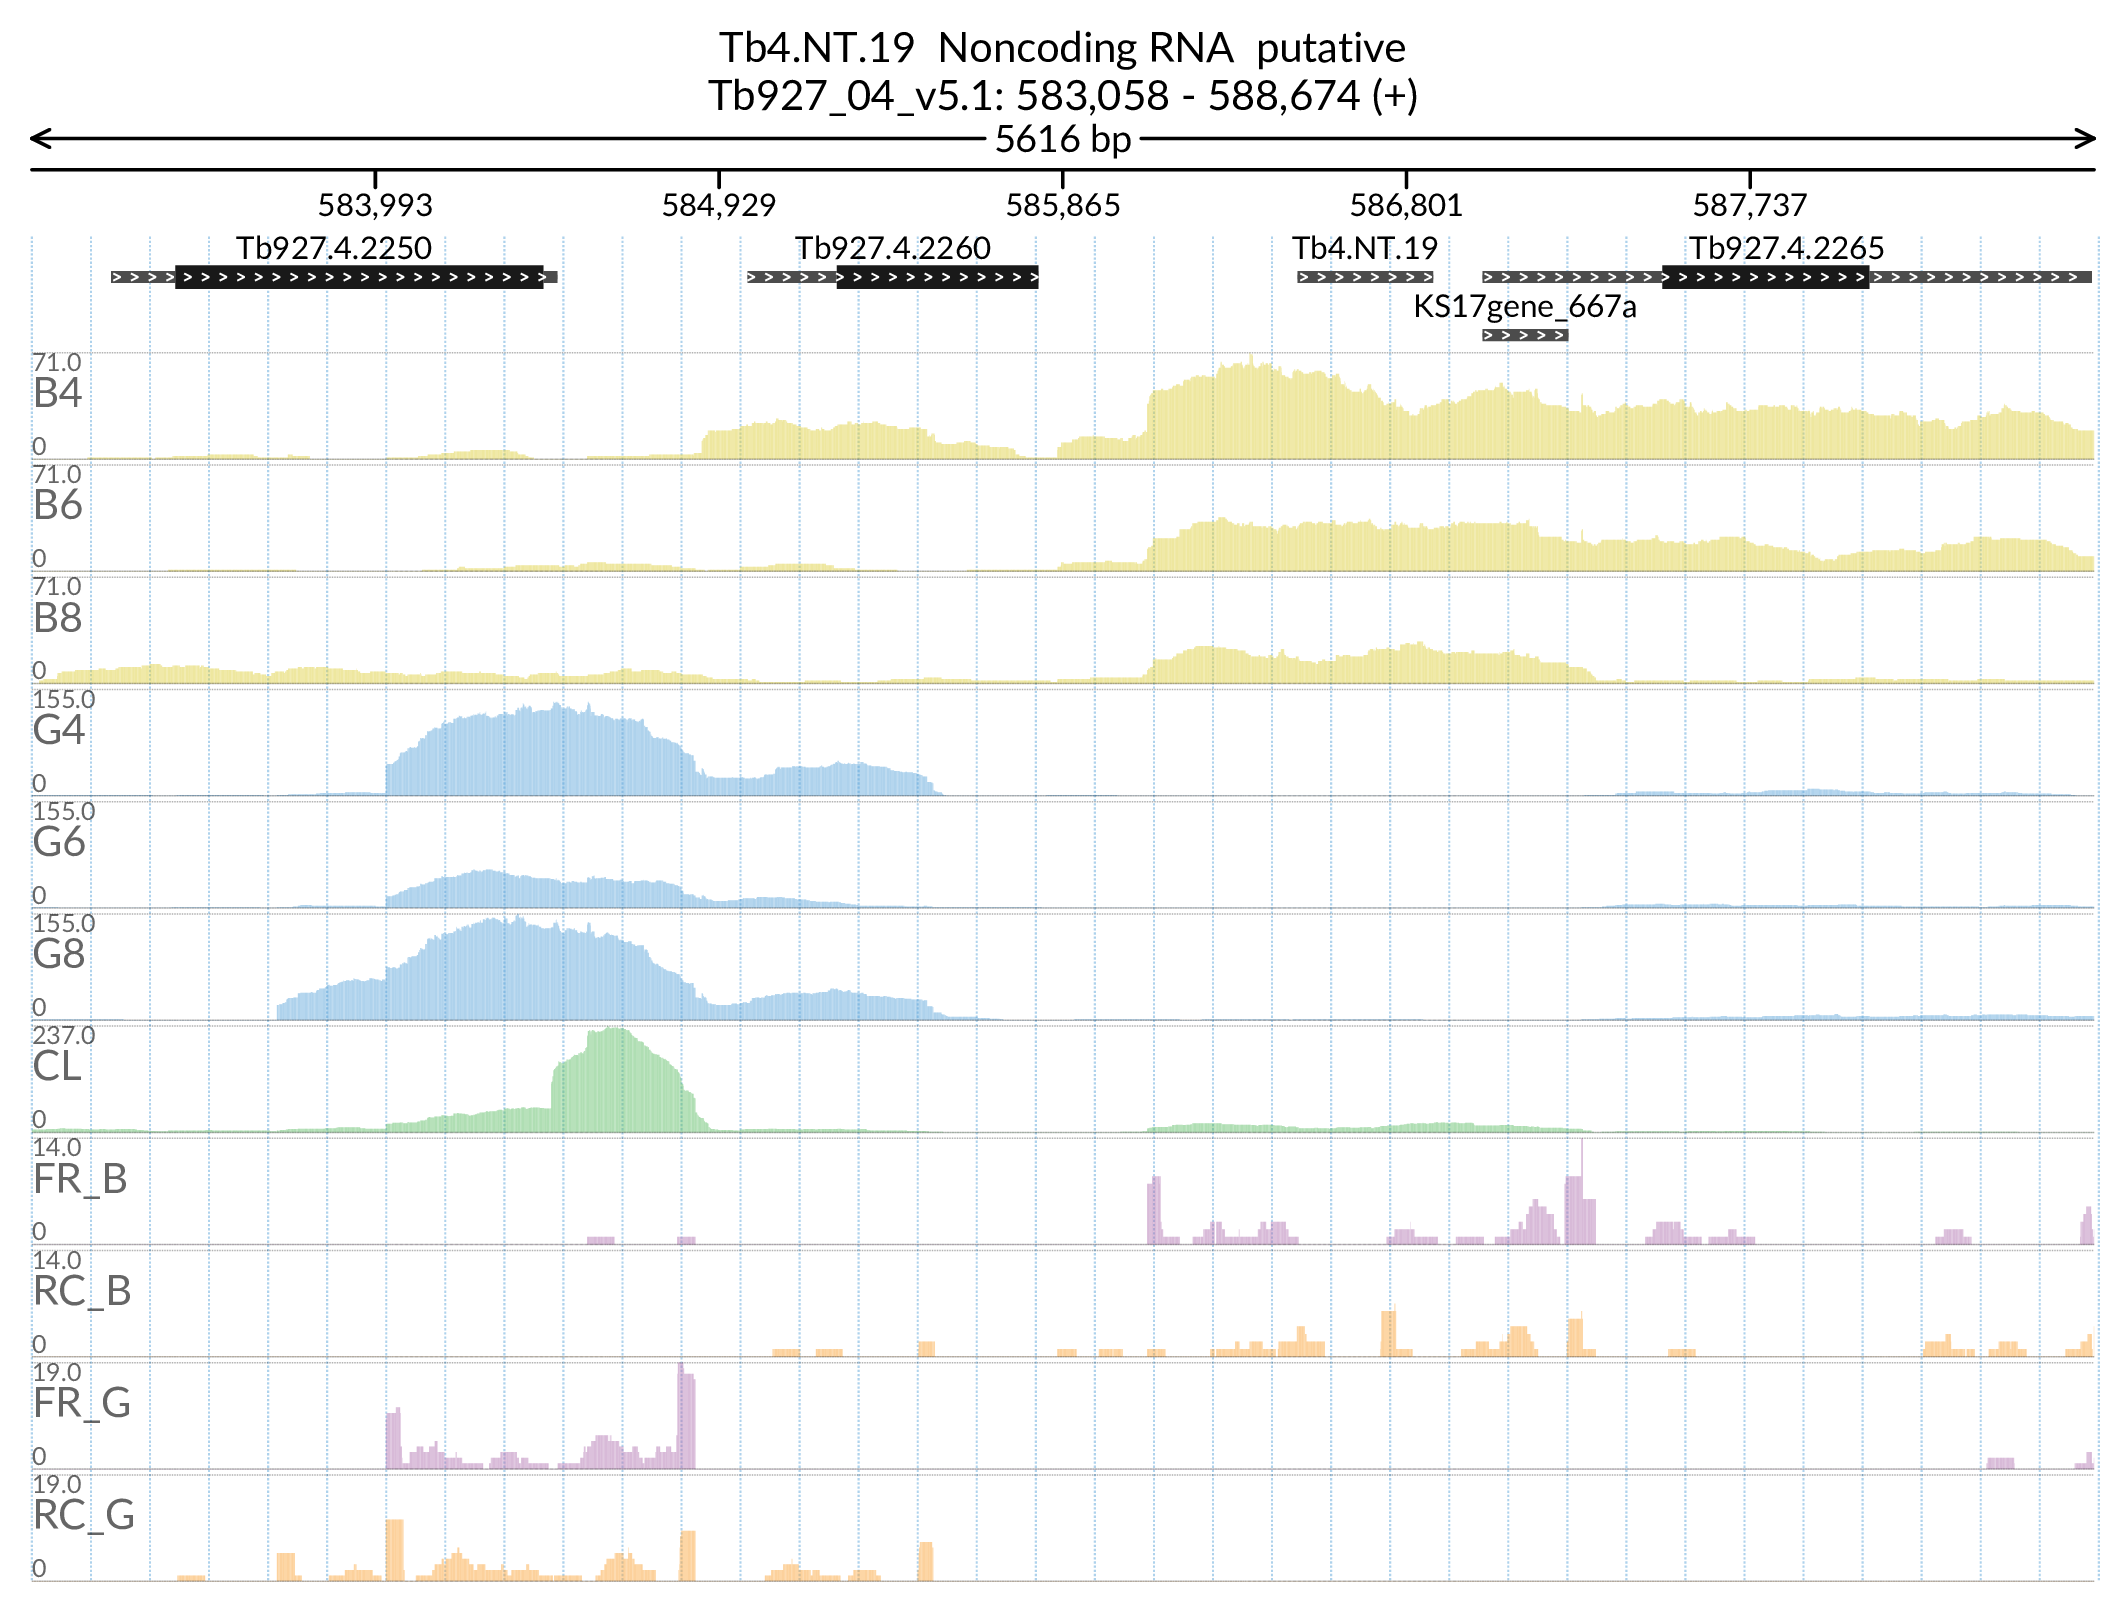 Tb4.NT.19 Noncoding RNA putative
Tb927_04_v5.1: 583,058 - 588,674 (+)
5616 bp
583,993 584,929 585,865 586,801 587,737
Tb927.4.2250 Tb927.4.2260 Tb4.NT.19 Tb927.4.2265
KS17gene_667a
71.0
B4
0
71.0
B6
0
71.0
B8
0
155.0
G4
0
155.0
G6
0
155.0
G8
0
237.0
CL
0
14.0
FR_B
0
14.0
RC_B
0
19.0
FR_G
0
19.0
RC_G
0